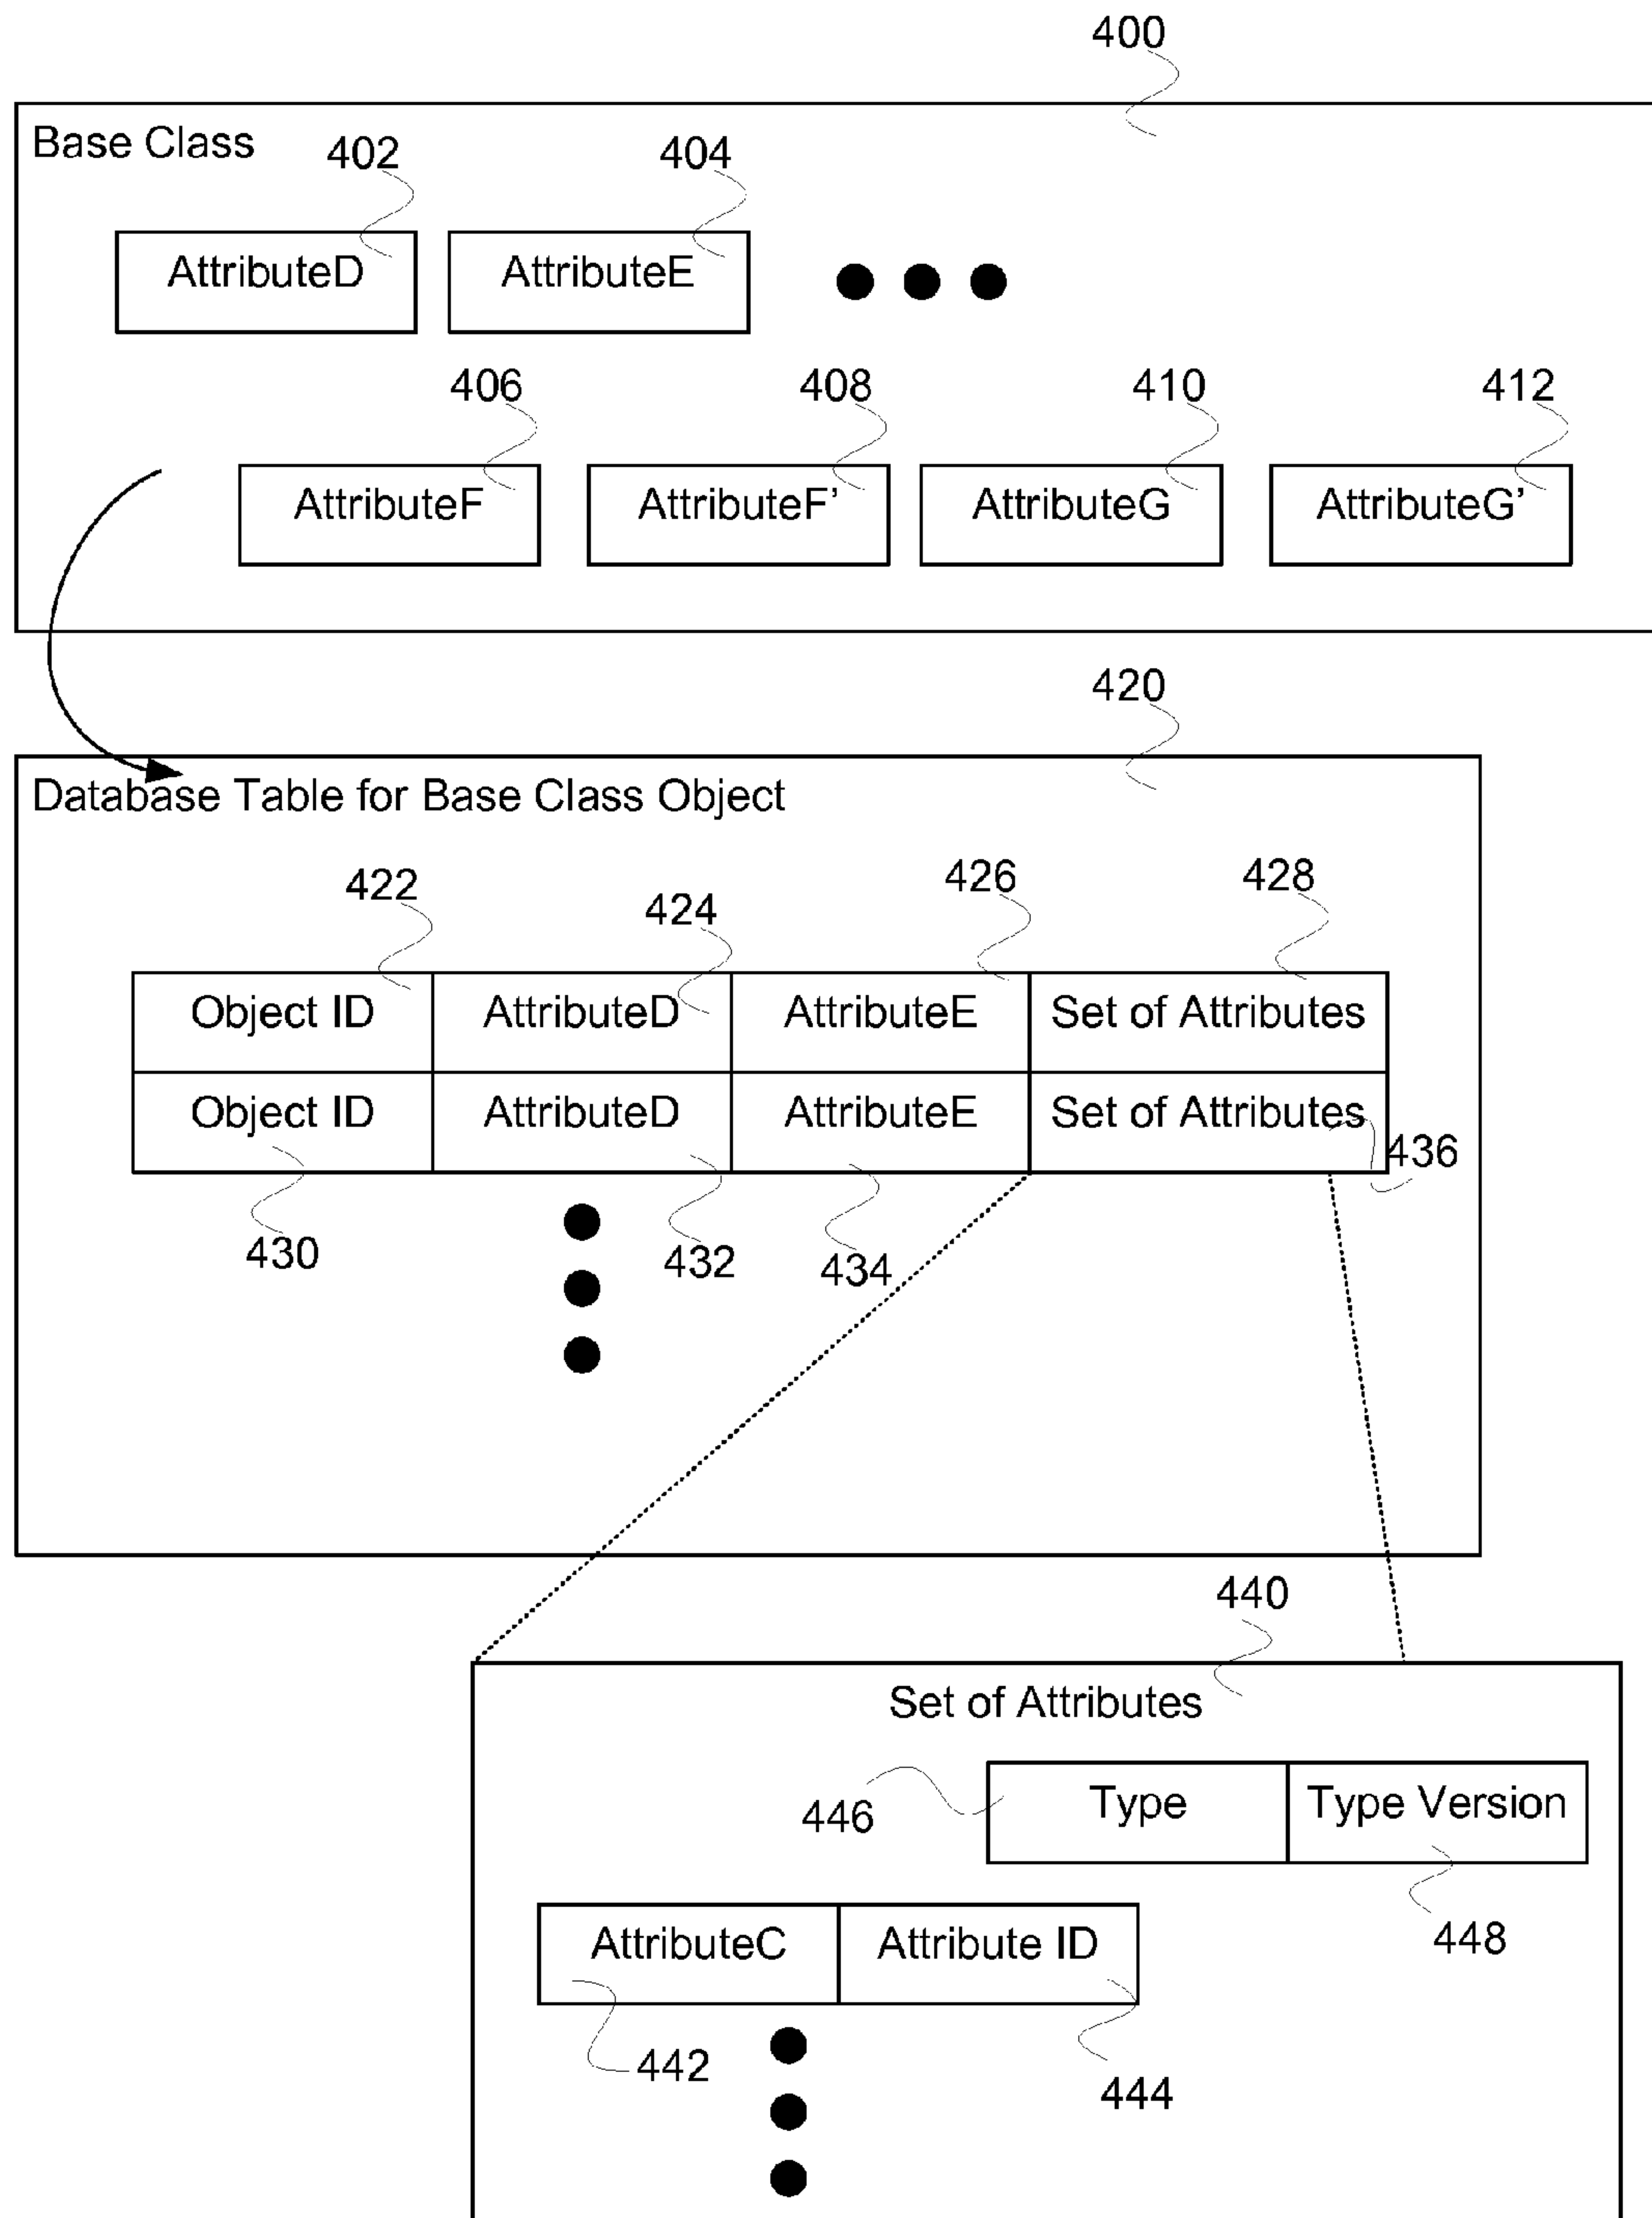 400
Base Class
402
404
AttributeD
AttributeE
406
408
410
412
AttributeF
AttributeF’
AttributeG
AttributeG’
420
Database Table for Base Class Object
422
424
426
428
Object ID
AttributeD
AttributeE
Set of Attributes
Object ID
AttributeD
AttributeE
Set of Attributes
436
430
432
434
440
Set of Attributes
446
Type
Type Version
448
AttributeC
Attribute ID
442
444